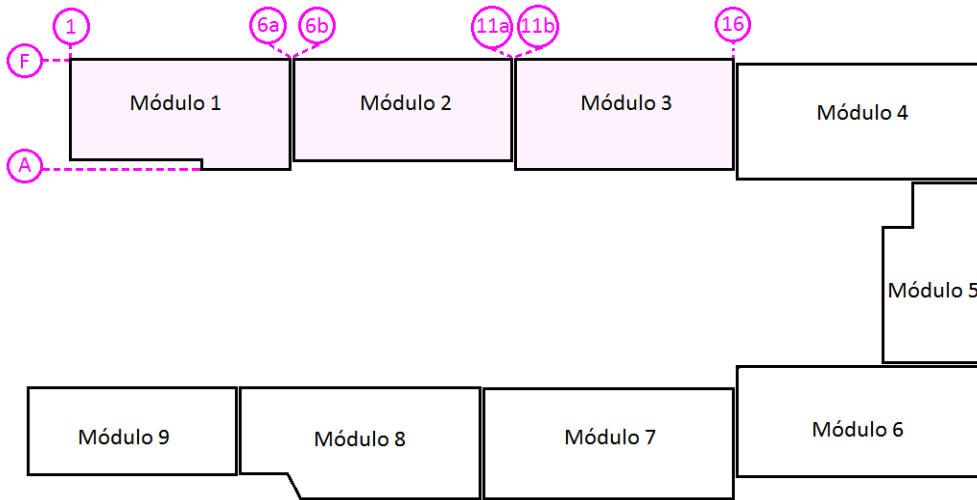 1
6a
6b
11a
11b
16
F
Módulo 1
Módulo 2
Módulo 3
Módulo 4
A
Módulo 5
Módulo 9
Módulo 8
Módulo 7
Módulo 6